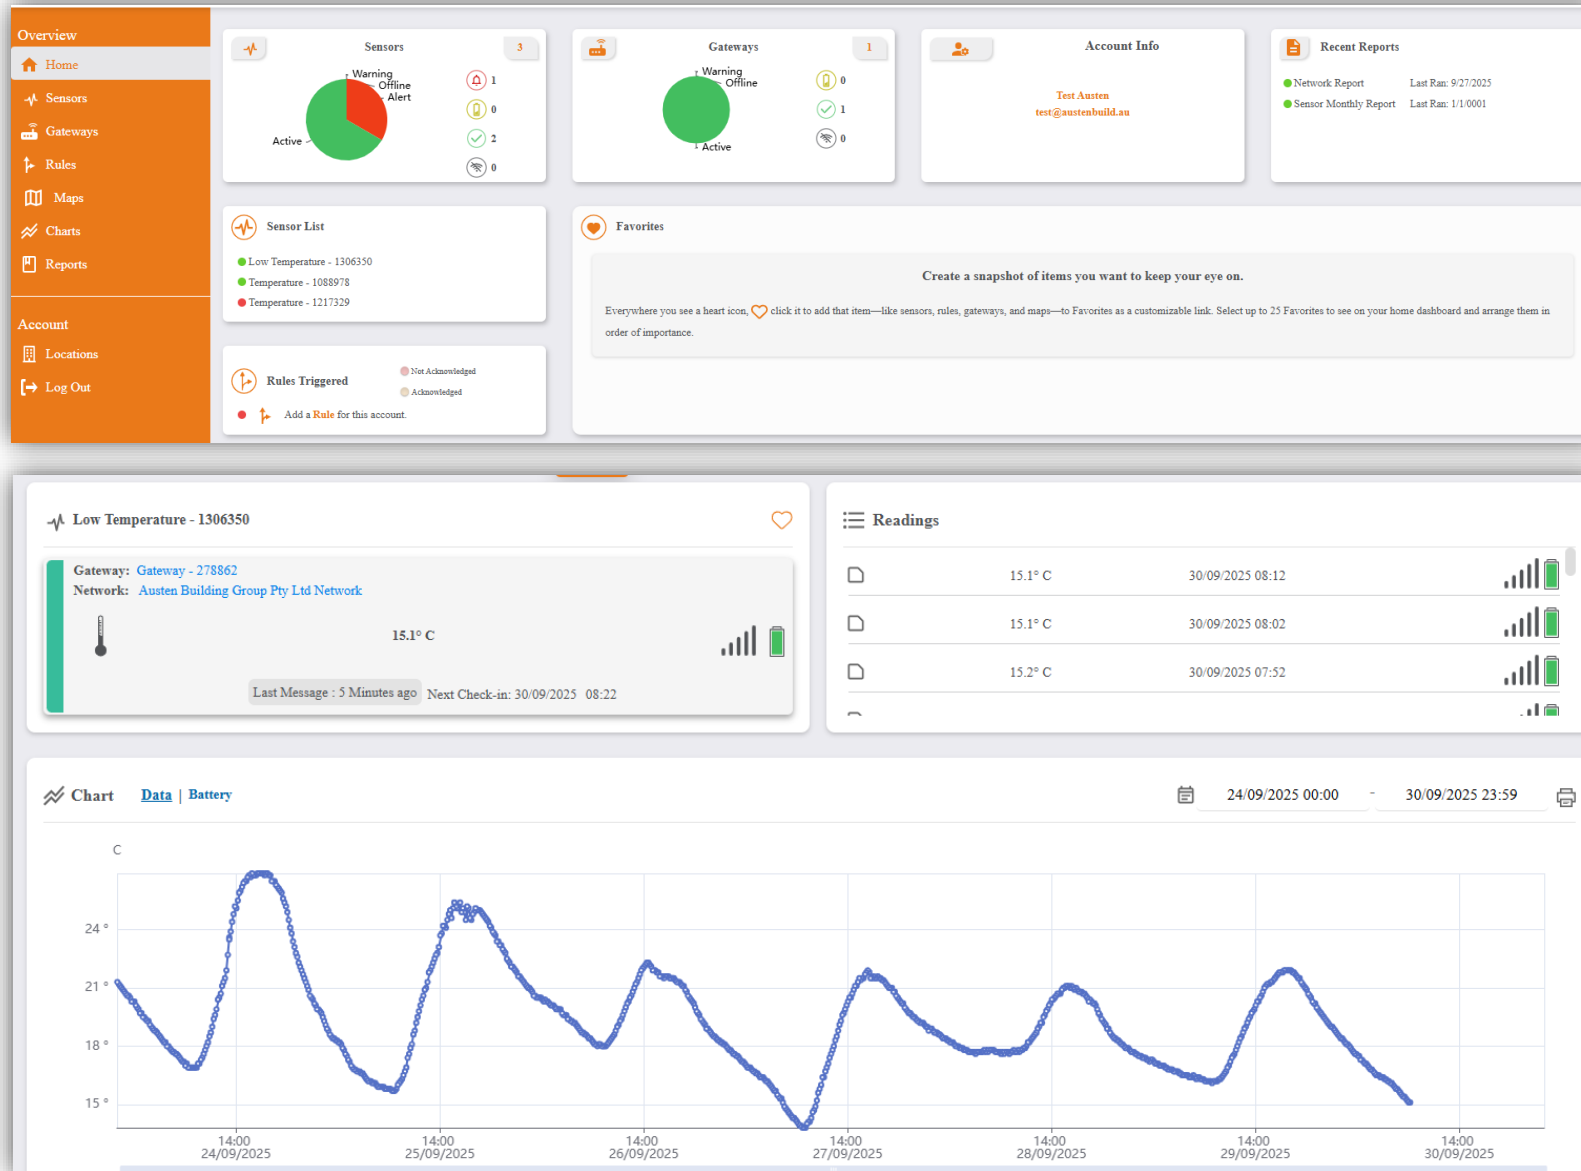 Overview
Home
Sensors
Gateways
Rules
Maps
Charts
Reports
Account
Locations
Log Out
Sensors
3
Warning
Offline
Alert
Active
1
0
2
0
Gateways
1
Warning
Offline
Active
0
1
0
Account Info
Test Austen
test@austenbuild.au
Recent Reports
Network Report Last Ran: 9/27/2025
Sensor Monthly Report Last Ran: 1/1/0001
Sensor List
Low Temperature - 1306350
Temperature - 1088978
Temperature - 1217329
Rules Triggered
Not Acknowledged
Acknowledged
Add a Rule for this account.
Favorites
Create a snapshot of items you want to keep your eye on.
Everywhere you see a heart icon, click it to add that item—like sensors, rules, gateways, and maps—to Favorites as a customizable link. Select up to 25 Favorites to see on your home dashboard and arrange them in
order of importance.
Low Temperature - 1306350
Gateway: Gateway - 278862
Network: Austen Building Group Pty Ltd Network
15.1° C
Last Message : 5 Minutes ago Next Check-in: 30/09/2025 08:22
Readings
15.1° C 30/09/2025 08:12
15.1° C 30/09/2025 08:02
15.2° C 30/09/2025 07:52
Chart Data | Battery
24/09/2025 00:00 - 30/09/2025 23:59
C
24 °
21 °
18 °
15 °
14:00
24/09/2025
14:00
25/09/2025
14:00
26/09/2025
14:00
27/09/2025
14:00
28/09/2025
14:00
29/09/2025
14:00
30/09/2025